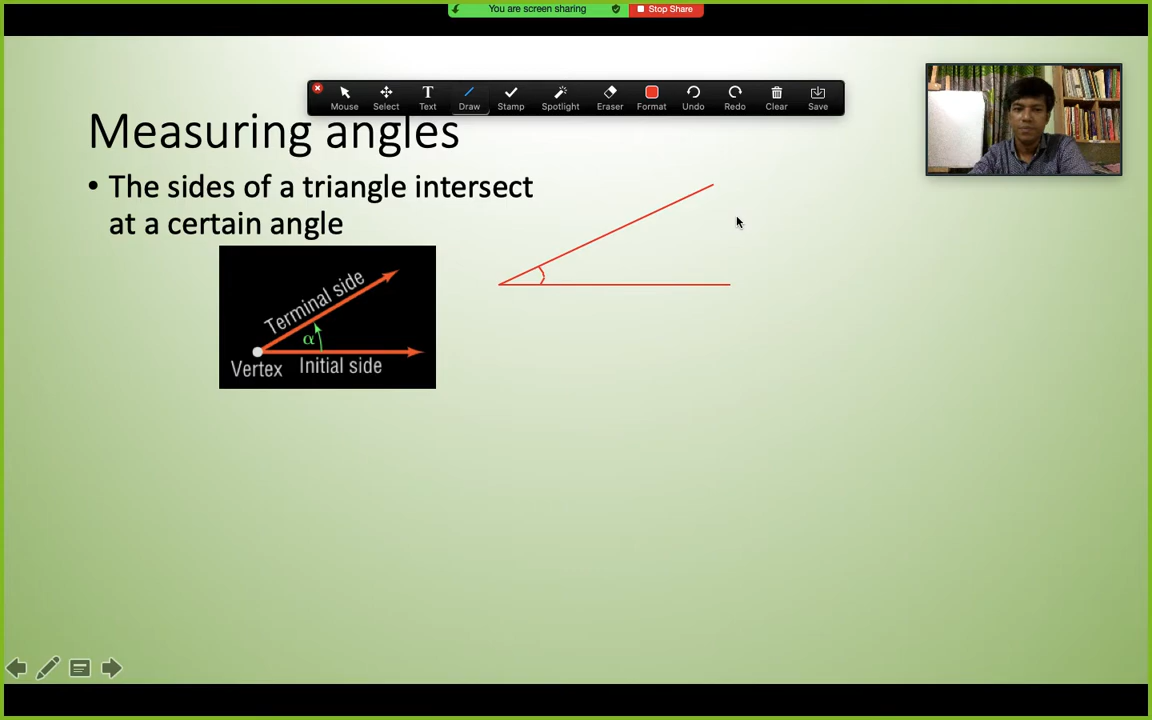 You are screen sharing Stop Share
Mouse Select Text Draw Stamp Spotlight Eraser Format Undo Redo Clear Save
Measuring angles
• The sides of a triangle intersect
at a certain angle
Terminal side
α
Vertex Initial side